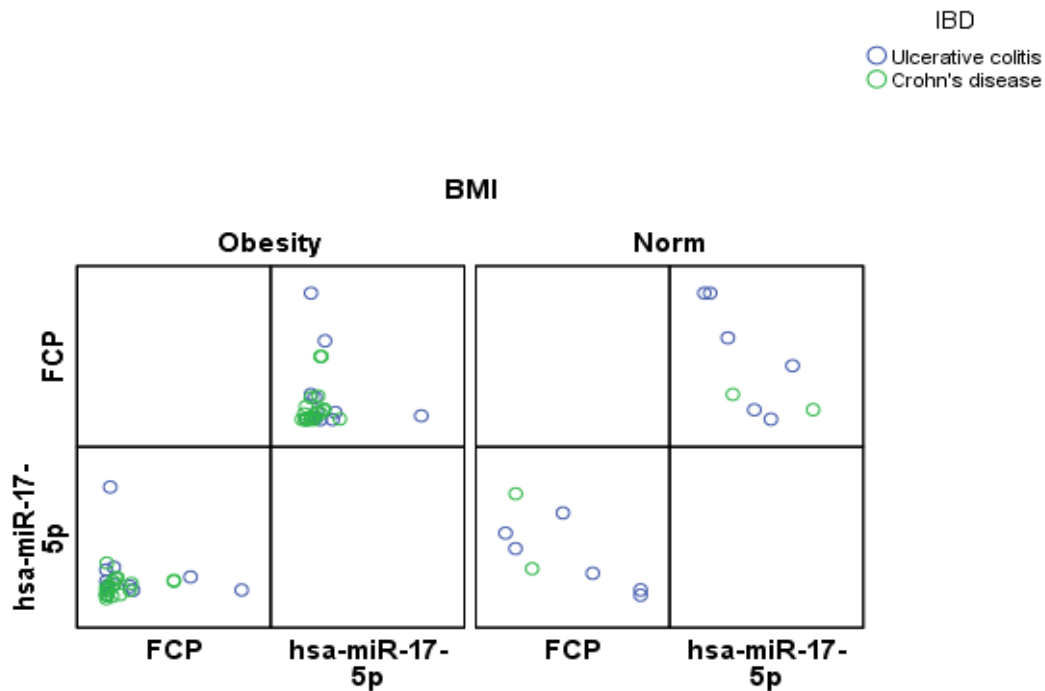 IBD
Ulcerative colitis
Crohn's disease
BMI
Obesity
Norm
FCP
hsa-miR-17-
5p
FCP
hsa-miR-17-
5p
FCP
hsa-miR-17-
5p